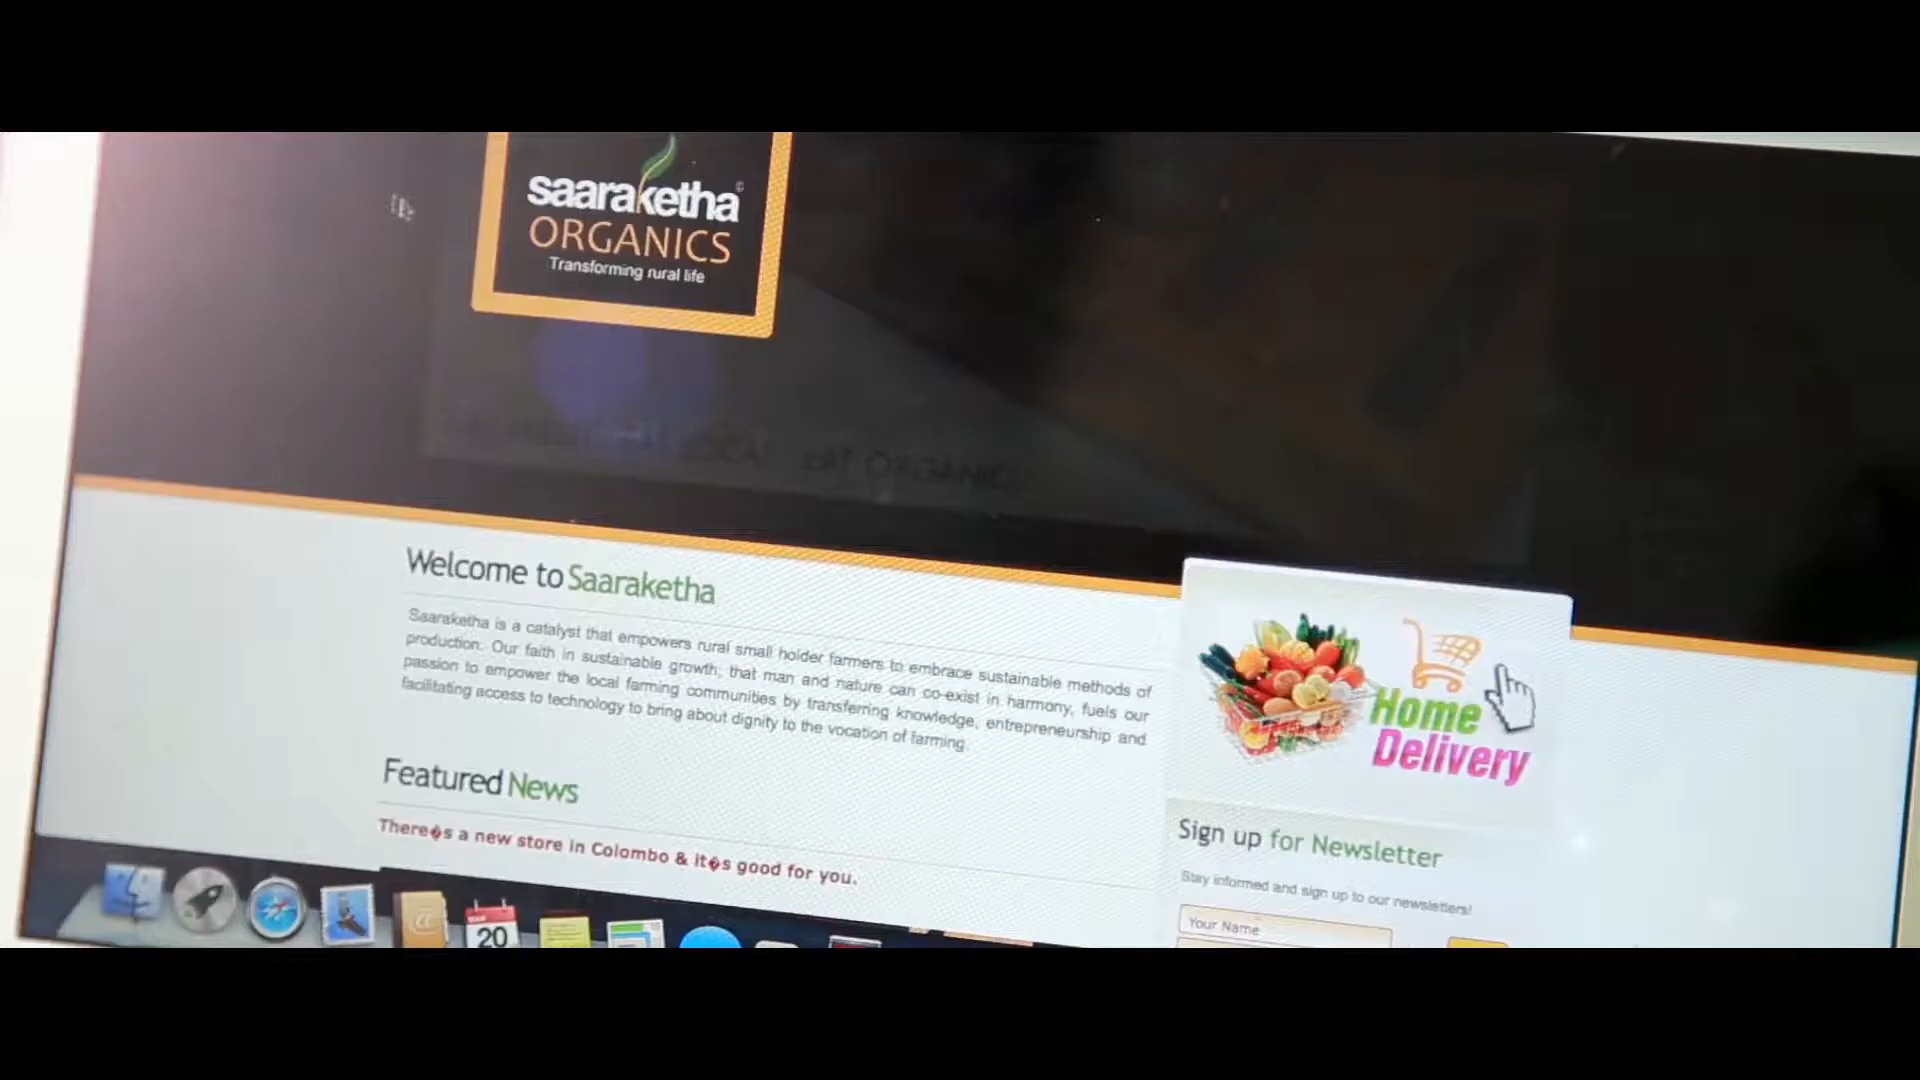 saaraketha
ORGANICS
Transforming rural life
LOCAL EAT ORGANIC
Welcome to Saaraketha
Saaraketha is a catalyst that empowers rural small holder farmers to embrace sustainable methods of
production. Our faith in sustainable growth; that man and nature can co-exist in harmony, fuels our
passion to empower the local farming communities by transferring knowledge, entrepreneurship and
facilitating access to technology to bring about dignity to the vocation of farming.
Home
Delivery
Featured News
There�s a new store in Colombo & it�s good for you.
Sign up for Newsletter
Stay informed and sign up to our newsletters!
Your Name
20